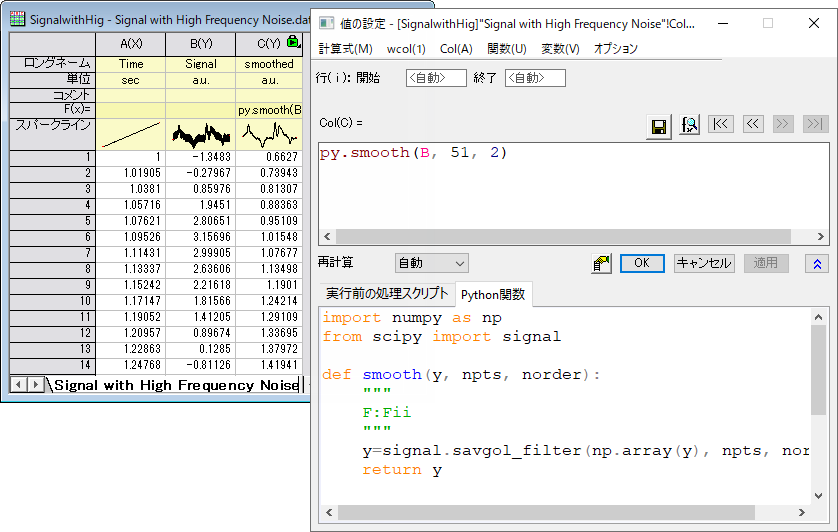 SignalwithHig - Signal with High Frequency Noise.dat
A(X) B(Y) C(Y)
ロングネーム Time Signal smoothed
単位 sec a.u. a.u.
コメント
F(x)= py.smooth(B
スパークライン
1 1 -1.3483 0.6627
2 1.01905 -0.27967 0.73943
3 1.0381 0.85976 0.81307
4 1.05716 1.9451 0.88363
5 1.07621 2.80651 0.95109
6 1.09526 3.15696 1.01548
7 1.11431 2.99905 1.07677
8 1.13337 2.63606 1.13498
9 1.15242 2.21618 1.1901
10 1.17147 1.81566 1.24214
11 1.19052 1.41205 1.29109
12 1.20957 0.89674 1.33695
13 1.22863 0.1285 1.37972
14 1.24768 -0.81126 1.41941
Signal with High Frequency Noise
値の設定 - [SignalwithHig]"Signal with High Frequency Noise"!Col...
計算式(M) wcol(1) Col(A) 関数(U) 変数(V) オプション
行(i): 開始 <自動> 終了 <自動>
Col(C) =
py.smooth(B, 51, 2)
再計算 自動 OK キャンセル 適用
実行前の処理スクリプト Python関数
import numpy as np
from scipy import signal
def smooth(y, npts, norder):
"""
F:Fii
"""
y=signal.savgol_filter(np.array(y), npts, nor
return y